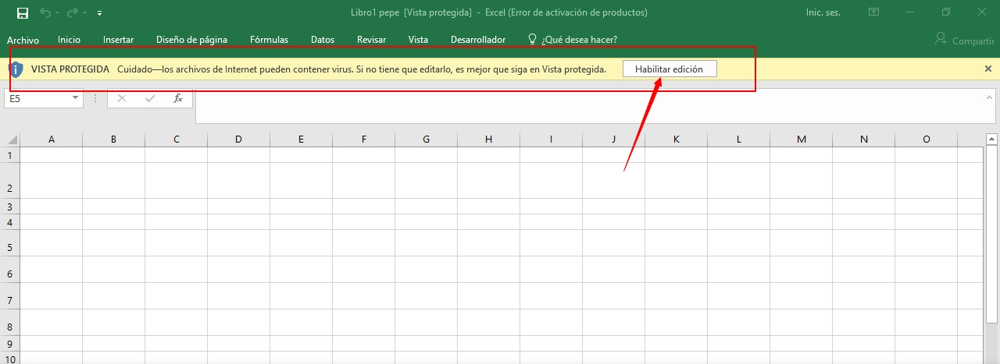 Libro1 pepe [Vista protegida] - Excel (Error de activación de productos)
Inic. ses.
Archivo Inicio Insertar Diseño de página Fórmulas Datos Revisar Vista Desarrollador ¿Qué desea hacer? Compartir
VISTA PROTEGIDA Cuidado—los archivos de Internet pueden contener virus. Si no tiene que editarlo, es mejor que siga en Vista protegida. Habilitar edición
E5 fx
A B C D E F G H I J K L M N O
1
2
3
4
5
6
7
8
9
10